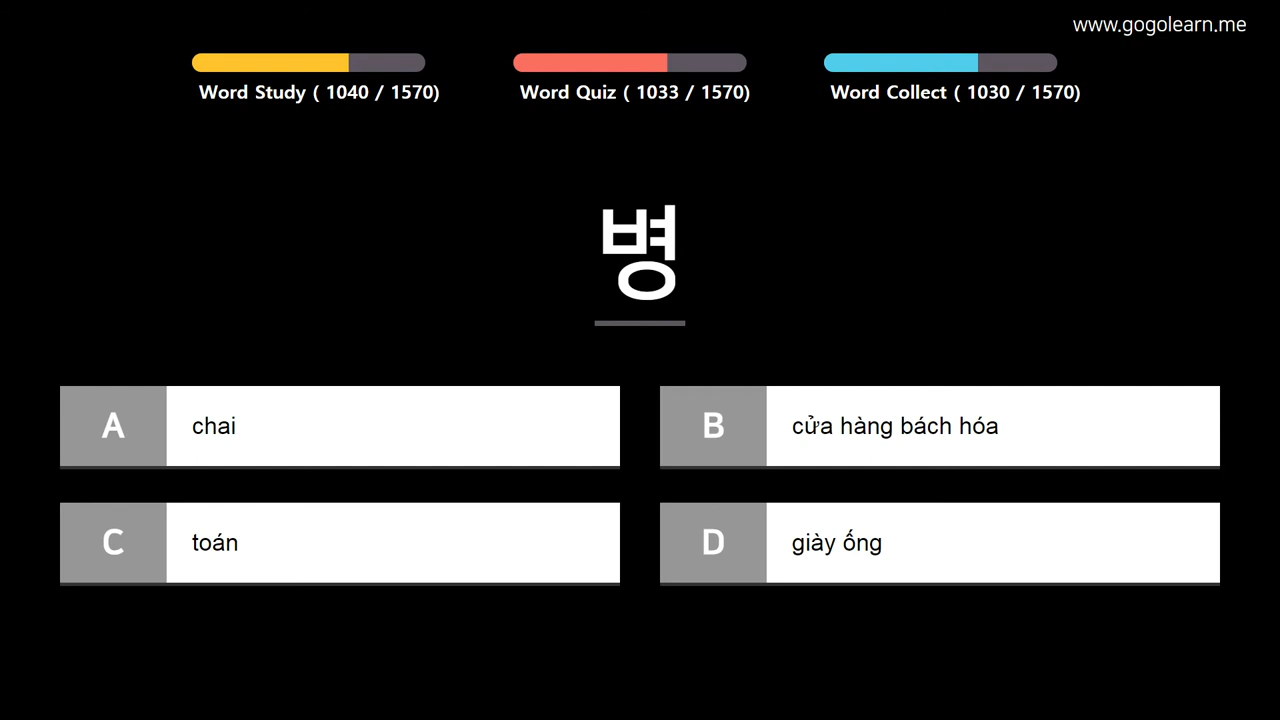 www.gogolearn.me
Word Study ( 1040 / 1570)
Word Quiz ( 1033 / 1570)
Word Collect ( 1030 / 1570)
병
A chai
B cửa hàng bách hóa
C toán
D giày ống